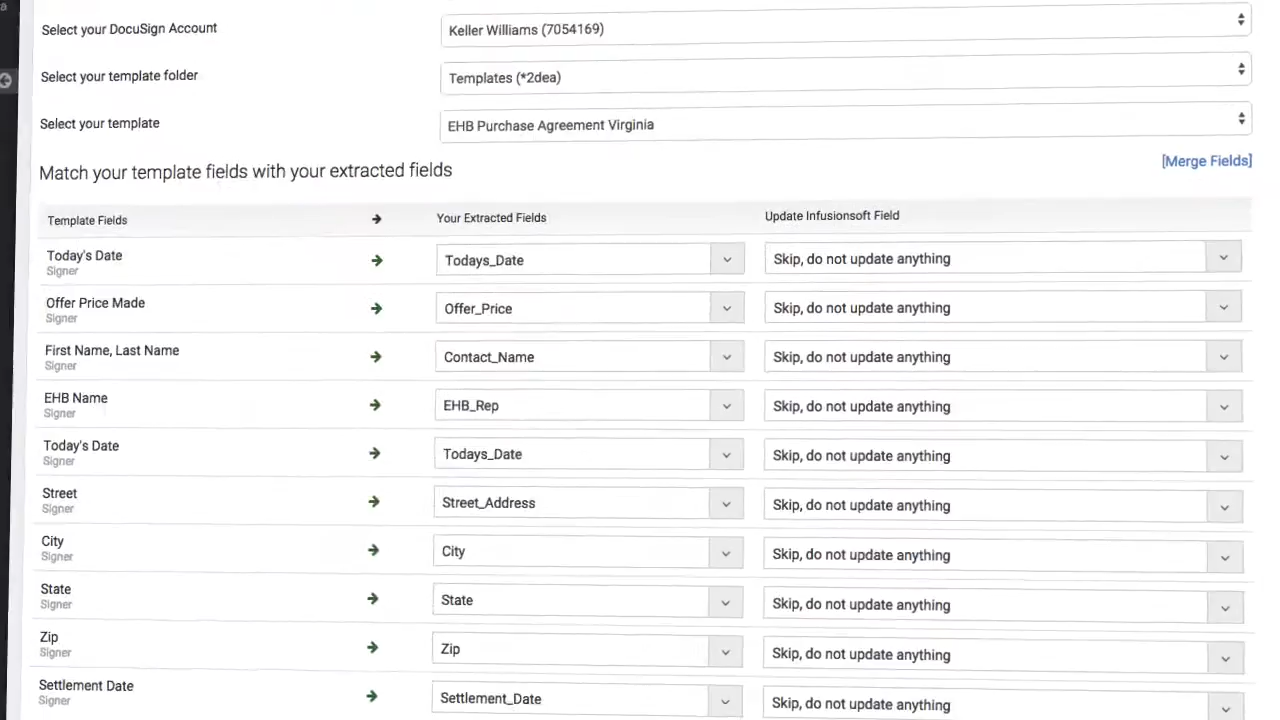 a
Select your DocuSign Account Keller Williams (7054169)
Select your template folder Templates (*2dea)
Select your template EHB Purchase Agreement Virginia
Match your template fields with your extracted fields [Merge Fields]
Template Fields Your Extracted Fields Update Infusionsoft Field
Today's Date Todays_Date Skip, do not update anything
Signer
Offer Price Made Offer_Price Skip, do not update anything
Signer
First Name, Last Name Contact_Name Skip, do not update anything
Signer
EHB Name EHB_Rep Skip, do not update anything
Signer
Today's Date Todays_Date Skip, do not update anything
Signer
Street Street_Address Skip, do not update anything
Signer
City City Skip, do not update anything
Signer
State State Skip, do not update anything
Signer
Zip Zip Skip, do not update anything
Signer
Settlement Date Settlement_Date Skip, do not update anything
Signer